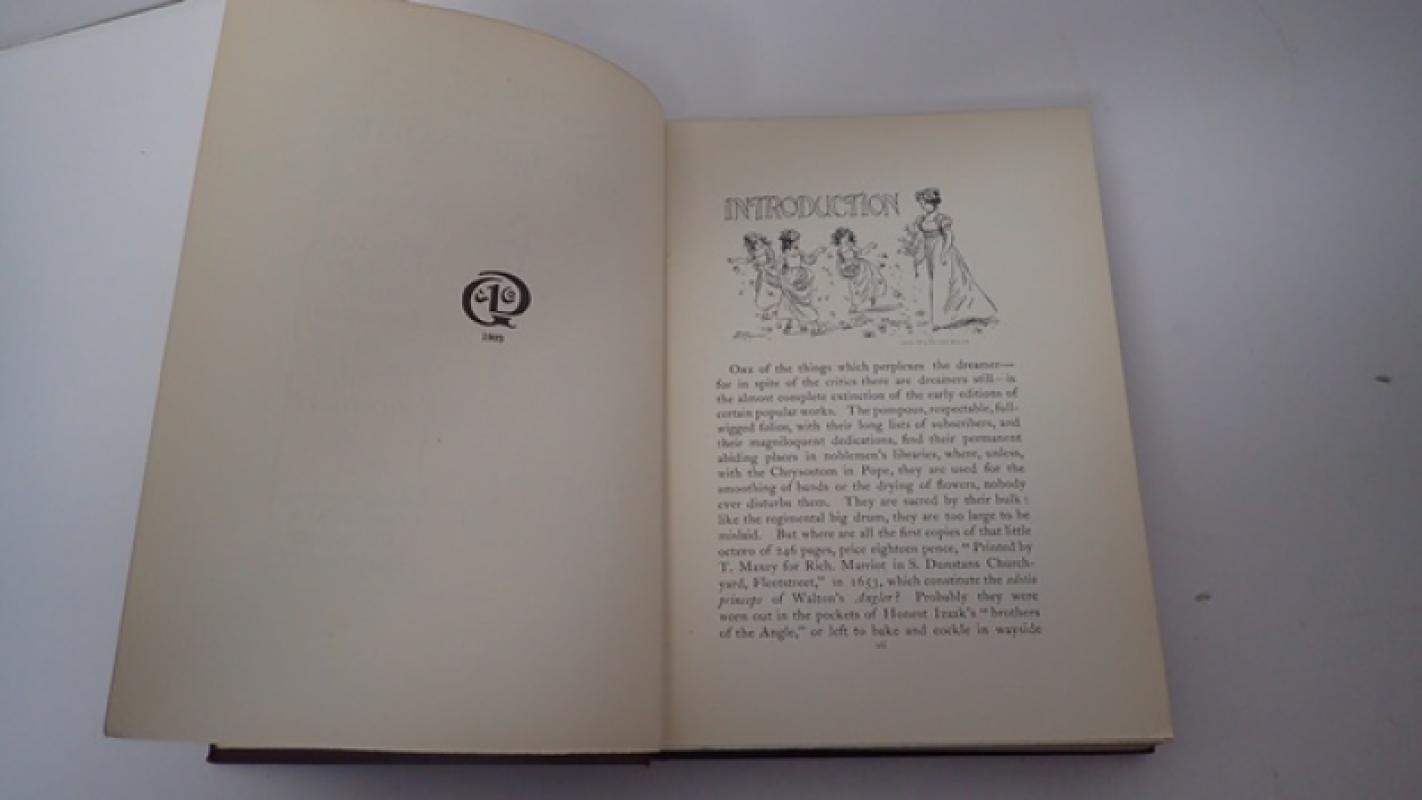 1903
INTRODUCTION
ONE of the things which perplexes the dreamer—
for in spite of the critics there are dreamers still—is
the almost complete extinction of the early editions of
certain popular works. The pompous, respectable, full-
wigged folios, with their long lists of subscribers, and
their magniloquent dedications, find their permanent
abiding places in noblemen's libraries, where, unless,
with the Chrysostom in Pope, they are used for the
smoothing of bands or the drying of flowers, nobody
ever disturbs them. They are sacred by their bulk:
like the regimental big drum, they are too large to be
mislaid. But where are all the first copies of that little
octavo of 246 pages, price eighteen pence, "Printed by
T. Maxey for Rich. Marriot in S. Dunstans Church-
yard, Fleetstreet," in 1653, which constitute the editio
princeps of Walton's Angler? Probably they were
worn out in the pockets of Honest Izaak's "brothers
of the Angle," or left to bake and cockle in wayside
vii